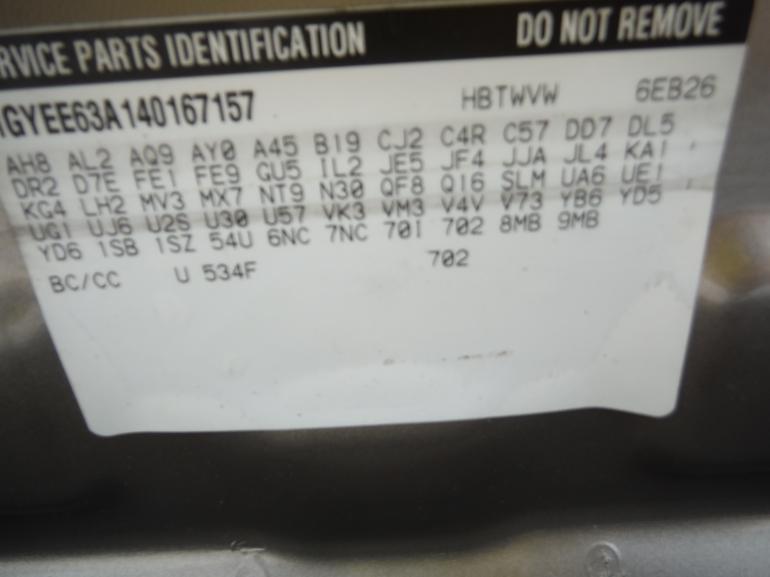 RVICE PARTS IDENTIFICATION DO NOT REMOVE
1GYEE63A140167157 HBTWVW 6EB26
AH8 AL2 AQ9 AY0 A45 B19 CJ2 C4R C57 DD7 DL5
DR2 D7E FE1 FE9 GU5 IL2 JE5 JF4 JJA JL4 KA1
KG4 LH2 MV3 MX7 NT9 N30 QF8 Q16 SLM UA6 UE1
UG1 UJ6 U2S U30 U57 VK3 VM3 V4V V73 YB6 YD5
YD6 1SB 1SZ 54U 6NC 7NC 701 702 8MB 9MB
BC/CC U 534F 702